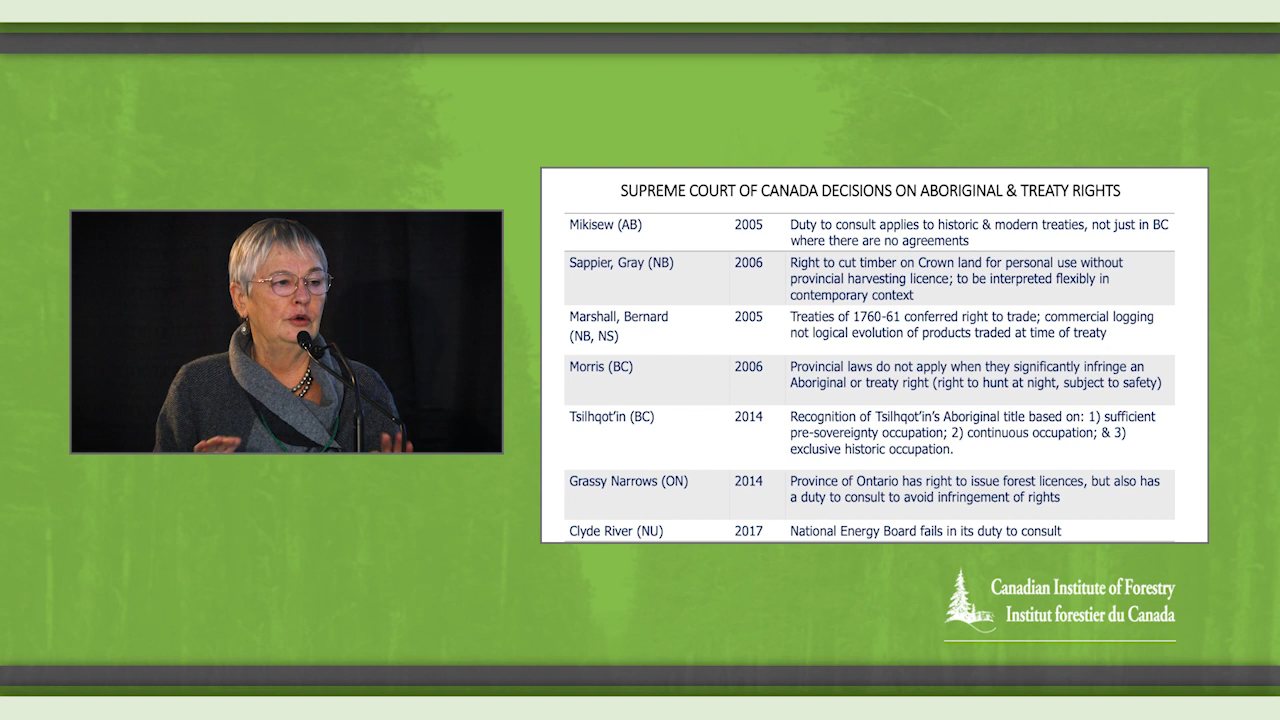 SUPREME COURT OF CANADA DECISIONS ON ABORIGINAL & TREATY RIGHTS
Mikisew (AB) 2005 Duty to consult applies to historic & modern treaties, not just in BC
where there are no agreements
Sappier, Gray (NB) 2006 Right to cut timber on Crown land for personal use without
provincial harvesting licence; to be interpreted flexibly in
contemporary context
Marshall, Bernard 2005 Treaties of 1760-61 conferred right to trade; commercial logging
(NB, NS) not logical evolution of products traded at time of treaty
Morris (BC) 2006 Provincial laws do not apply when they significantly infringe an
Aboriginal or treaty right (right to hunt at night, subject to safety)
Tsilhqot’in (BC) 2014 Recognition of Tsilhqot’in’s Aboriginal title based on: 1) sufficient
pre-sovereignty occupation; 2) continuous occupation; & 3)
exclusive historic occupation.
Grassy Narrows (ON) 2014 Province of Ontario has right to issue forest licences, but also has
a duty to consult to avoid infringement of rights
Clyde River (NU) 2017 National Energy Board fails in its duty to consult
Canadian Institute of Forestry
Institut forestier du Canada